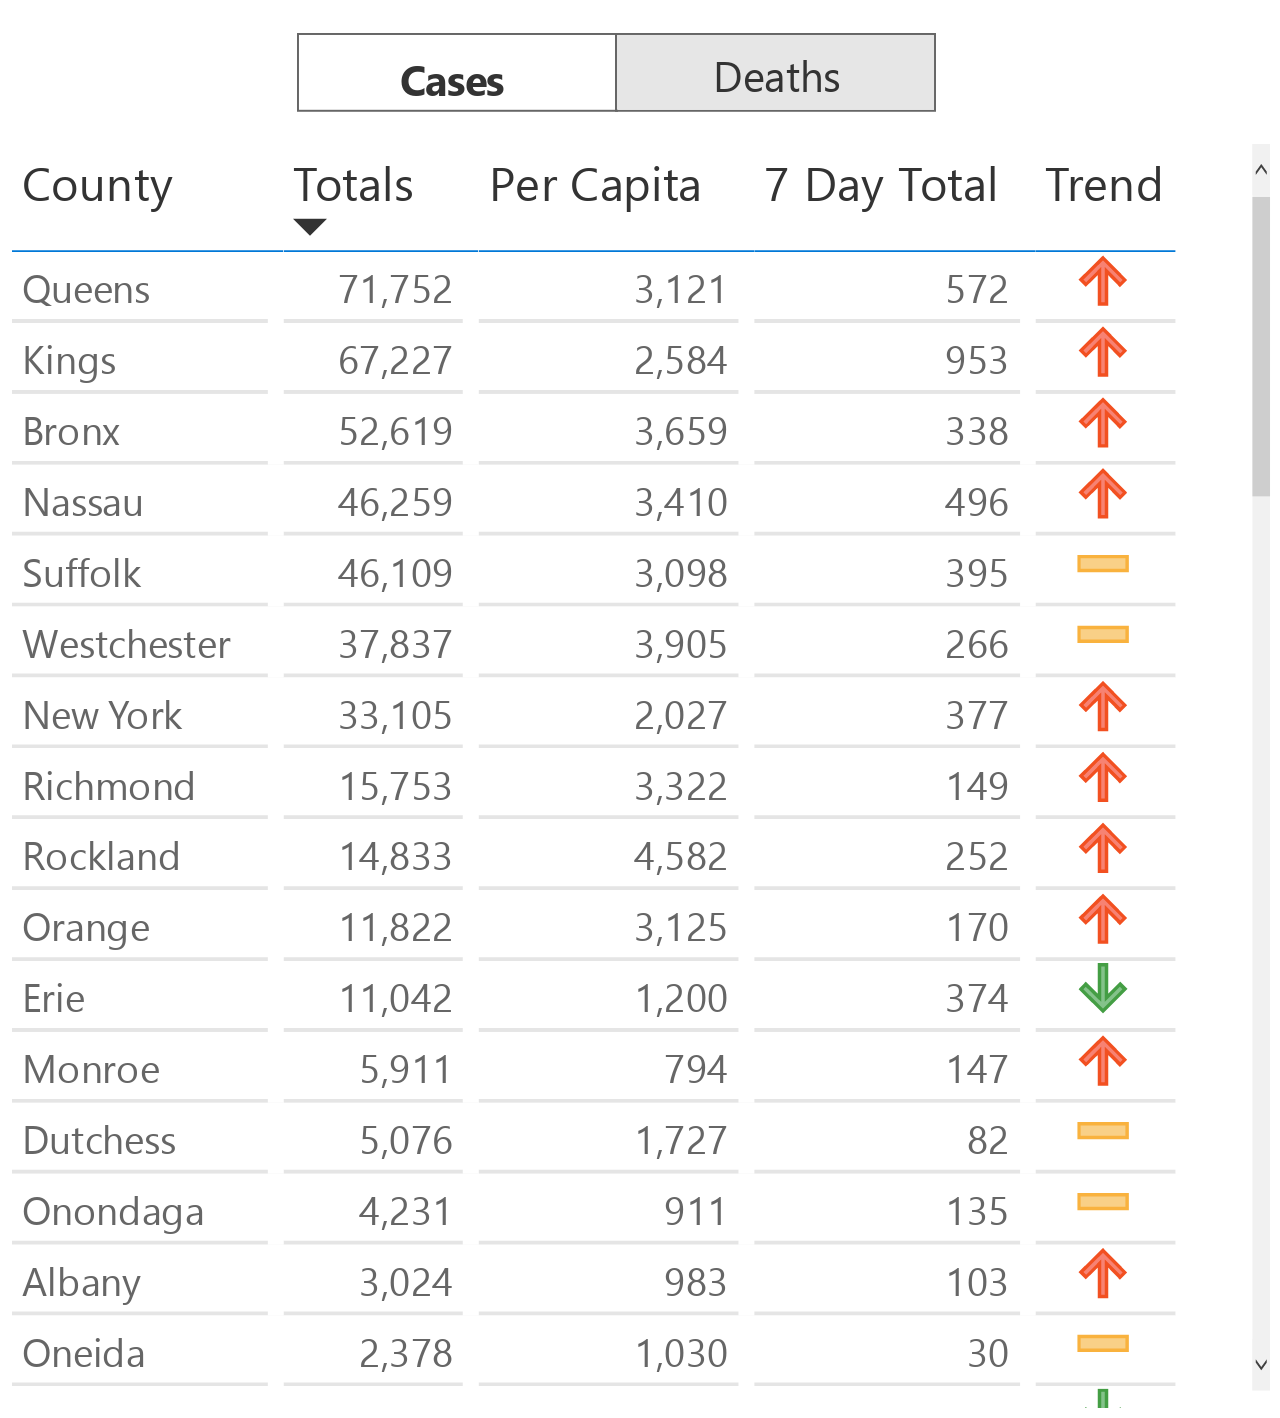 Cases Deaths
County Totals Per Capita 7 Day Total Trend
Queens 71,752 3,121 572
Kings 67,227 2,584 953
Bronx 52,619 3,659 338
Nassau 46,259 3,410 496
Suffolk 46,109 3,098 395
Westchester 37,837 3,905 266
New York 33,105 2,027 377
Richmond 15,753 3,322 149
Rockland 14,833 4,582 252
Orange 11,822 3,125 170
Erie 11,042 1,200 374
Monroe 5,911 794 147
Dutchess 5,076 1,727 82
Onondaga 4,231 911 135
Albany 3,024 983 103
Oneida 2,378 1,030 30